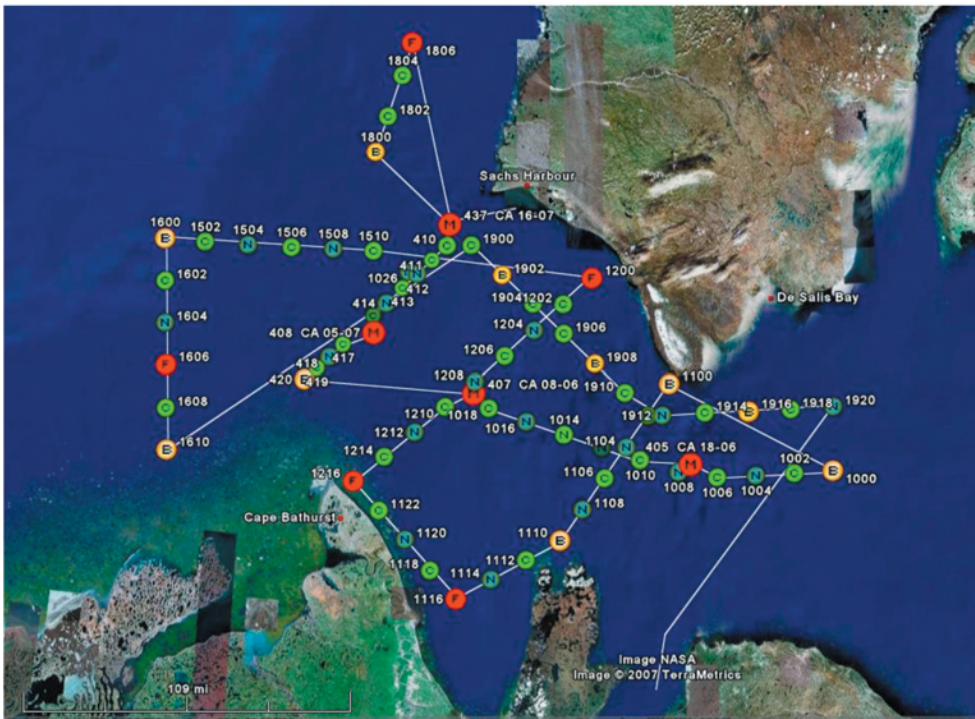 F 1806
1804
C
C 1802
1800
B
Sachs Harbour
M 437 CA 16-07
1600
B
1502
C
1504
N
1506
C
1508
N
1510
C
410
C
C 1900
411
N
C
B 1902
1200
F
De Salis Bay
1602
C
1026
C
412
N 413
414
C
1904
C
1202
C
1604
N
408 CA 05-07
M
1204
N
C 1906
1606
F
C
N 417
418
C
420
B
419
1206
C
B 1908
1208
N
M 407 CA 08-06
1910
C
B 1100
1608
C
1210
C
1018
C
1016
N
1014
C
1912
N
C 1914
B 1916
C 1918
N 1920
B
1610
1212
N
1214
C
1104
N
N
405 CA 18-06
C
1010
M
N
1008
C
1006
N
1004
1002
C
B
1000
1216
F
1106
C
Cape Bathurst
C 1122
N 1108
N 1120
1110
B
1118
C
1114
N
1112
C
1116
F
Image NASA
Image © 2007 TerraMetrics
109 mi